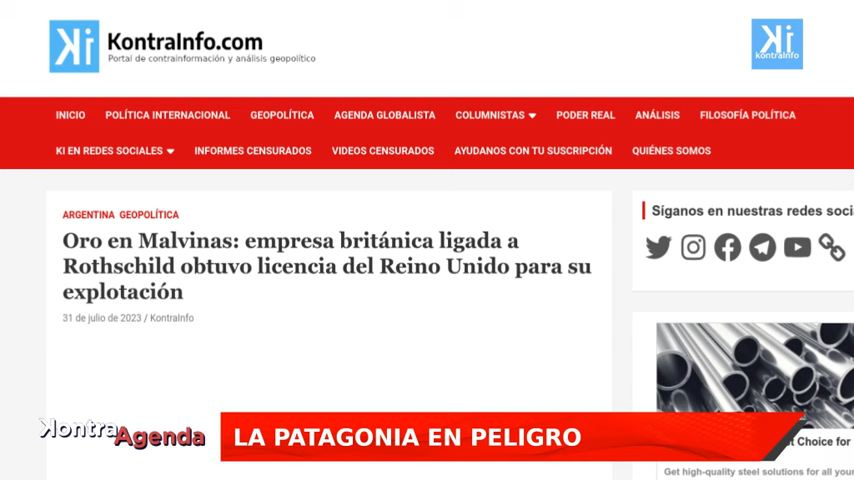 KontraInfo.com
Portal de contrainformación y análisis geopolítico
kontraInfo
INICIO POLÍTICA INTERNACIONAL GEOPOLÍTICA AGENDA GLOBALISTA COLUMNISTAS PODER REAL ANÁLISIS FILOSOFÍA POLÍTICA
KI EN REDES SOCIALES INFORMES CENSURADOS VIDEOS CENSURADOS AYUDANOS CON TU SUSCRIPCIÓN QUIÉNES SOMOS
ARGENTINA GEOPOLÍTICA
Oro en Malvinas: empresa británica ligada a
Rothschild obtuvo licencia del Reino Unido para su
explotación
31 de julio de 2023 / KontraInfo
Síganos en nuestras redes soci
Kontra
Agenda
LA PATAGONIA EN PELIGRO
t Choice for
Get high-quality steel solutions for all your